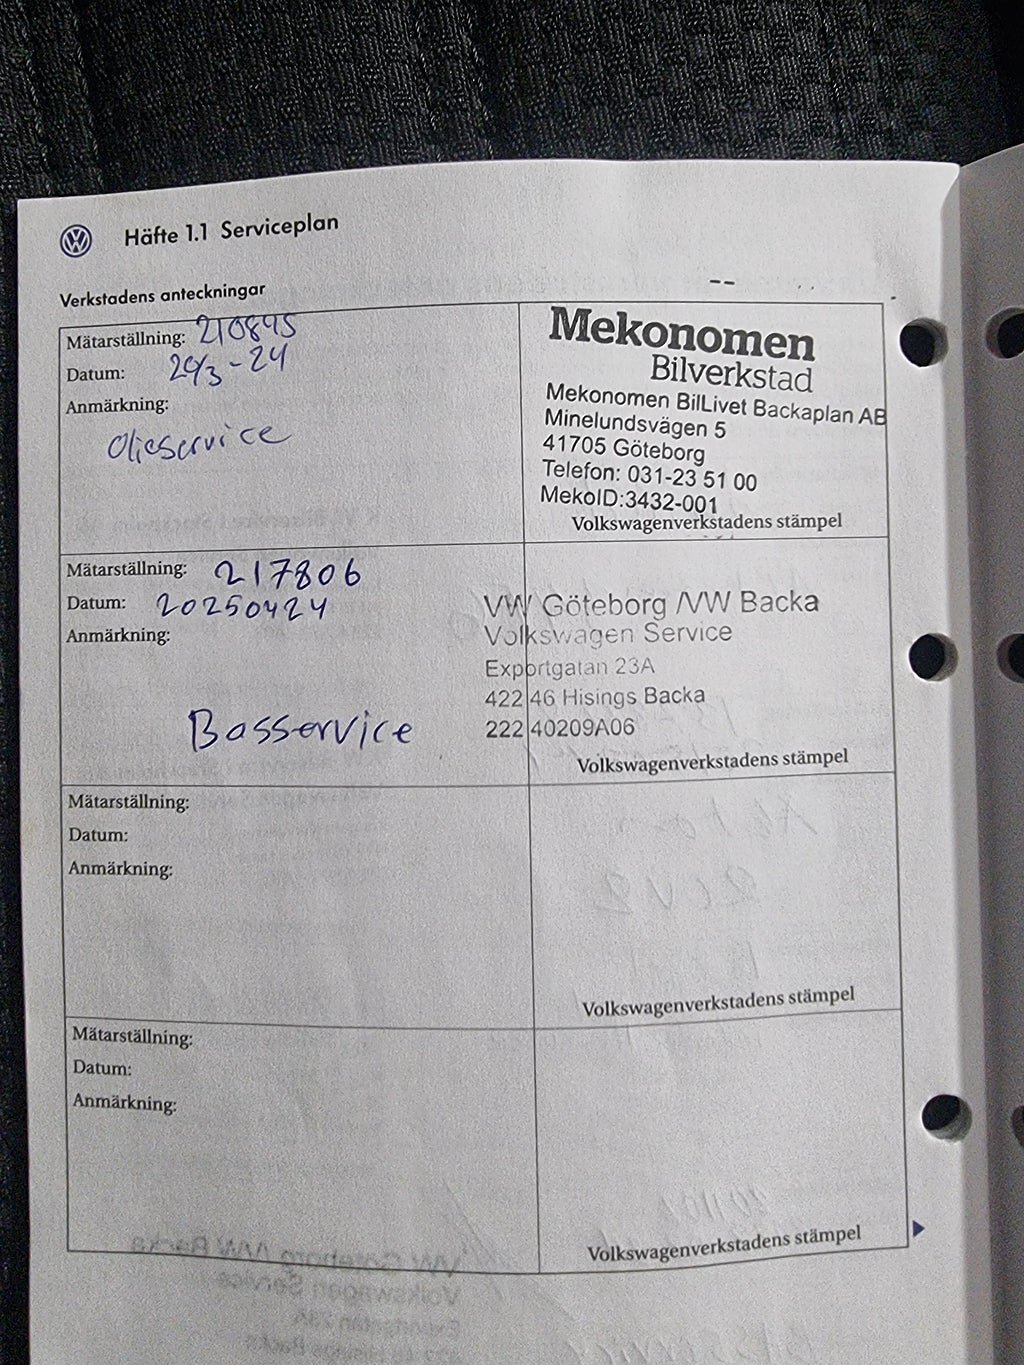 Häfte 1.1 Serviceplan
Verkstadens anteckningar
Mätarställning: 210845
Datum: 20/3-24
Anmärkning:
Oljeservice
Mekonomen
Bilverkstad
Mekonomen BilLivet Backaplan AB
Minelundsvägen 5
41705 Göteborg
Telefon: 031-23 51 00
MekoID:3432-001
Volkswagenverkstadens stämpel
Mätarställning: 217806
Datum: 20250424
Anmärkning:
Basservice
VW Göteborg /VW Backa
Volkswagen Service
Exportgatan 23A
422 46 Hisings Backa
222 40209A06
Volkswagenverkstadens stämpel
Mätarställning:
Datum:
Anmärkning:
Volkswagenverkstadens stämpel
Mätarställning:
Datum:
Anmärkning:
Volkswagenverkstadens stämpel